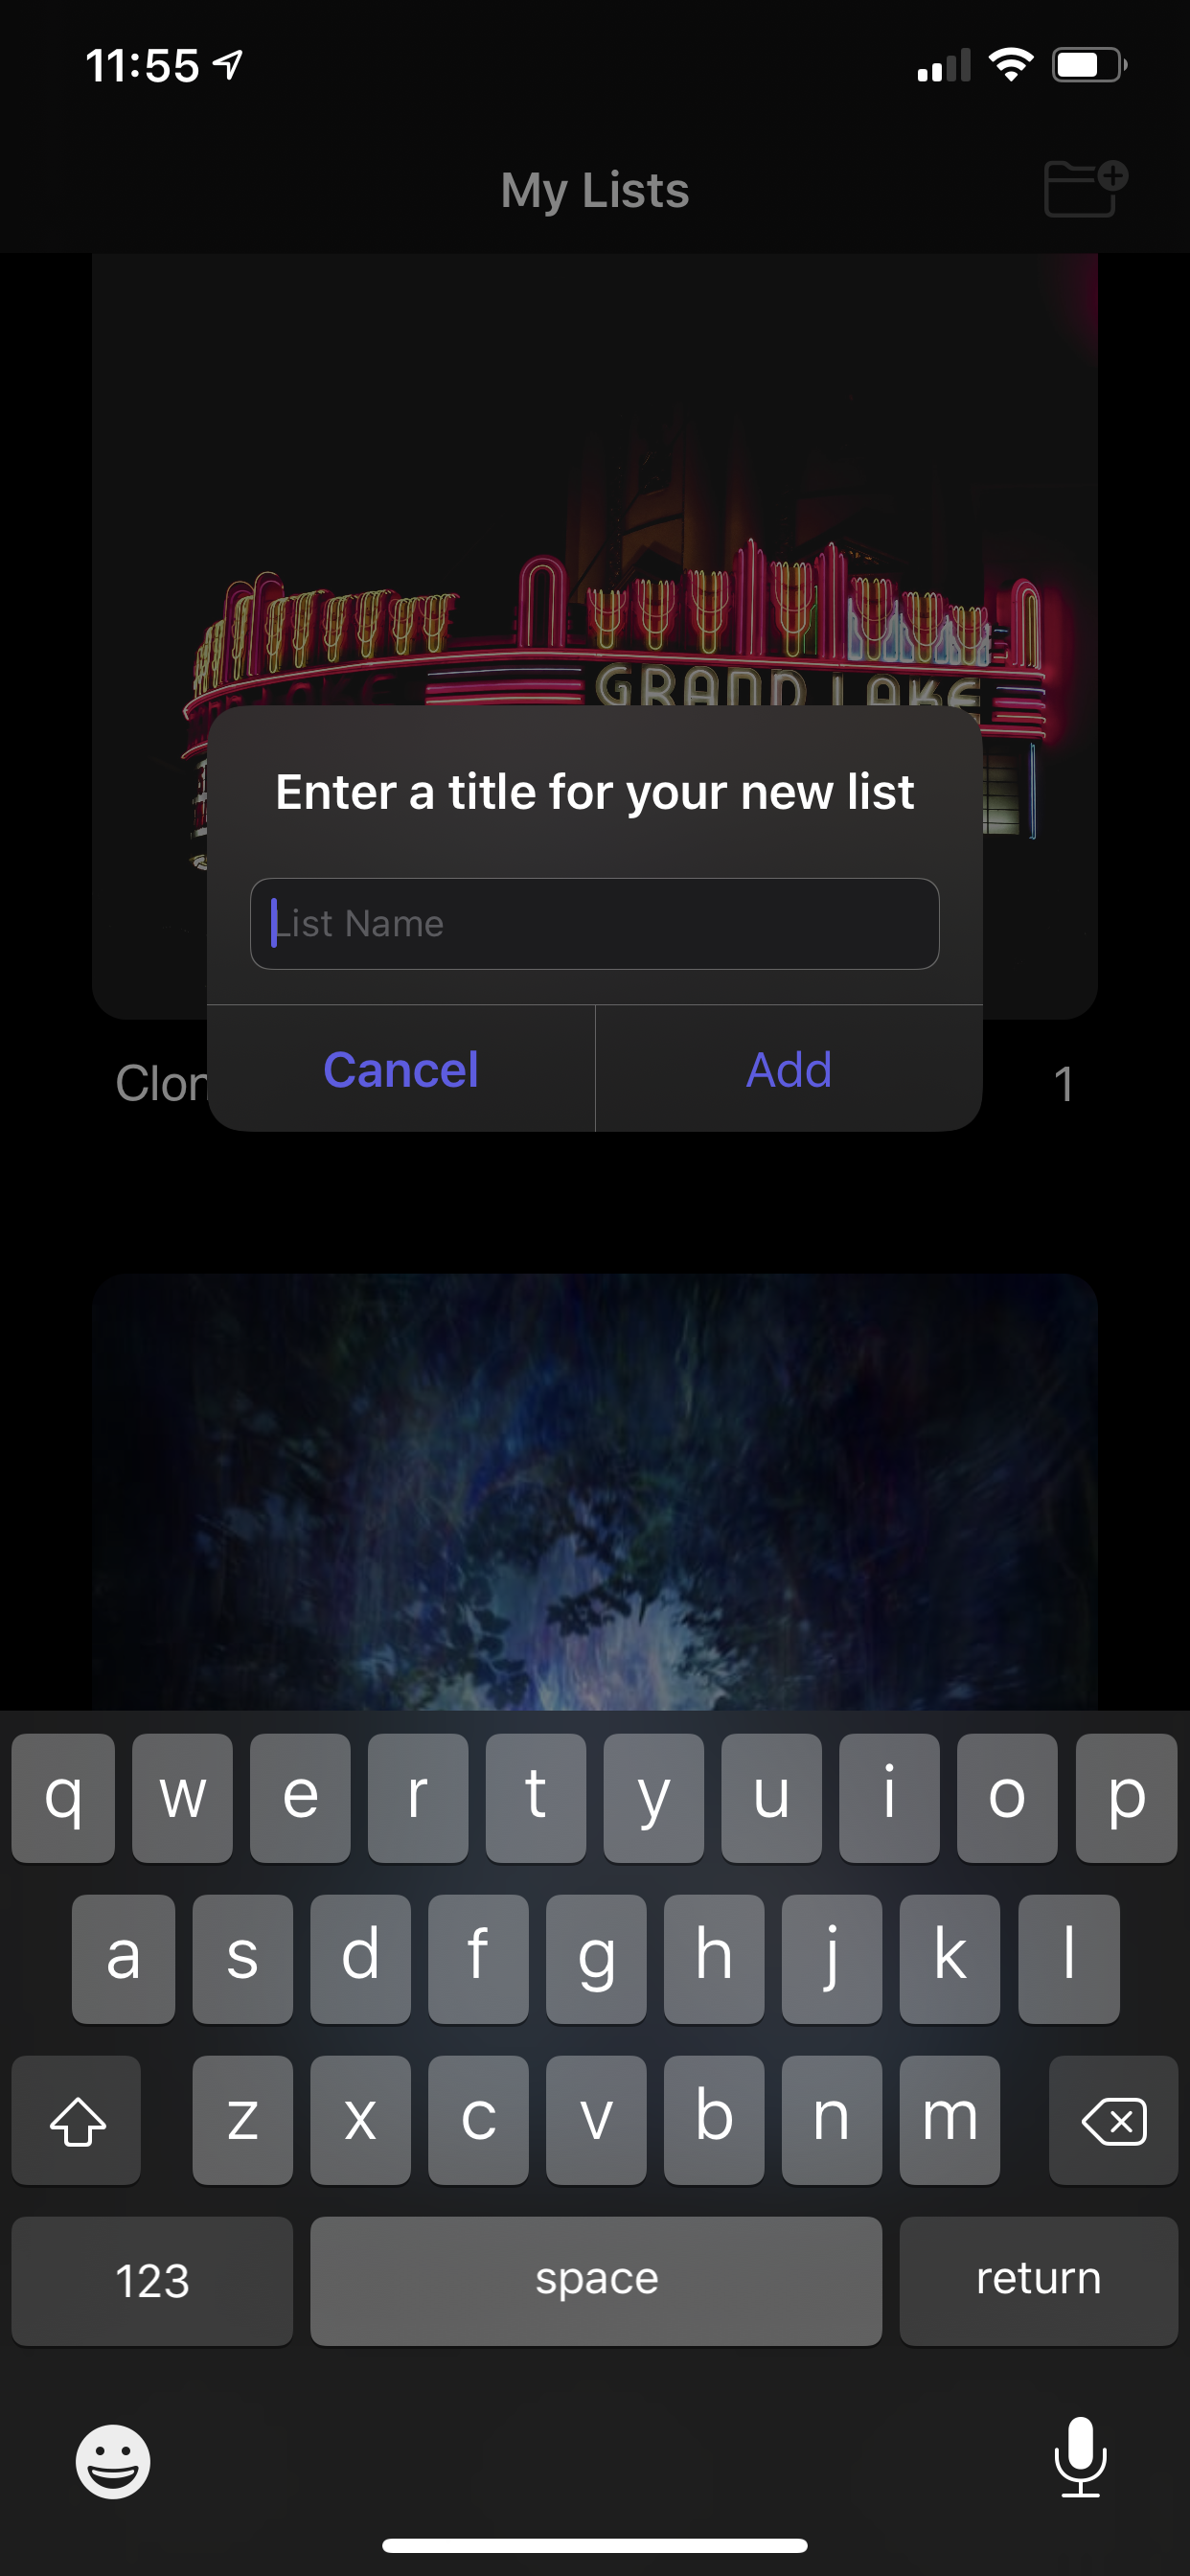 11:55
My Lists
GRAND LAKE
Enter a title for your new list
List Name
Cancel
Add
1
q w e r t y u i o p
a s d f g h j k l
z x c v b n m
123
space
return